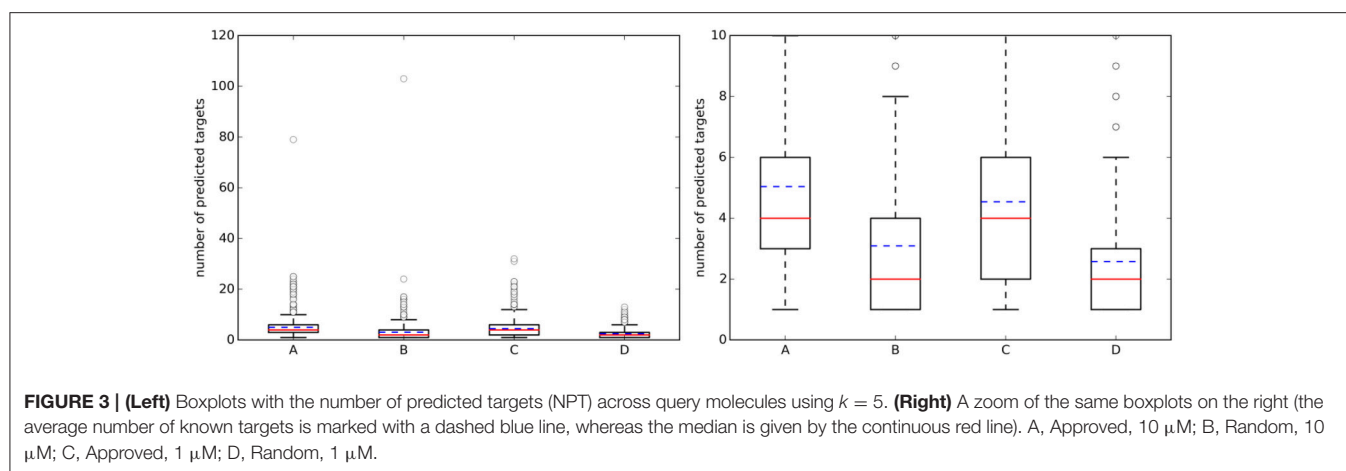 120
100
80
60
40
20
0
number of predicted targets
A B C D
10
8
6
4
2
0
number of predicted targets
A B C D
FIGURE 3 | (Left) Boxplots with the number of predicted targets (NPT) across query molecules using k = 5. (Right) A zoom of the same boxplots on the right (the
average number of known targets is marked with a dashed blue line, whereas the median is given by the continuous red line). A, Approved, 10 μM; B, Random, 10
μM; C, Approved, 1 μM; D, Random, 1 μM.